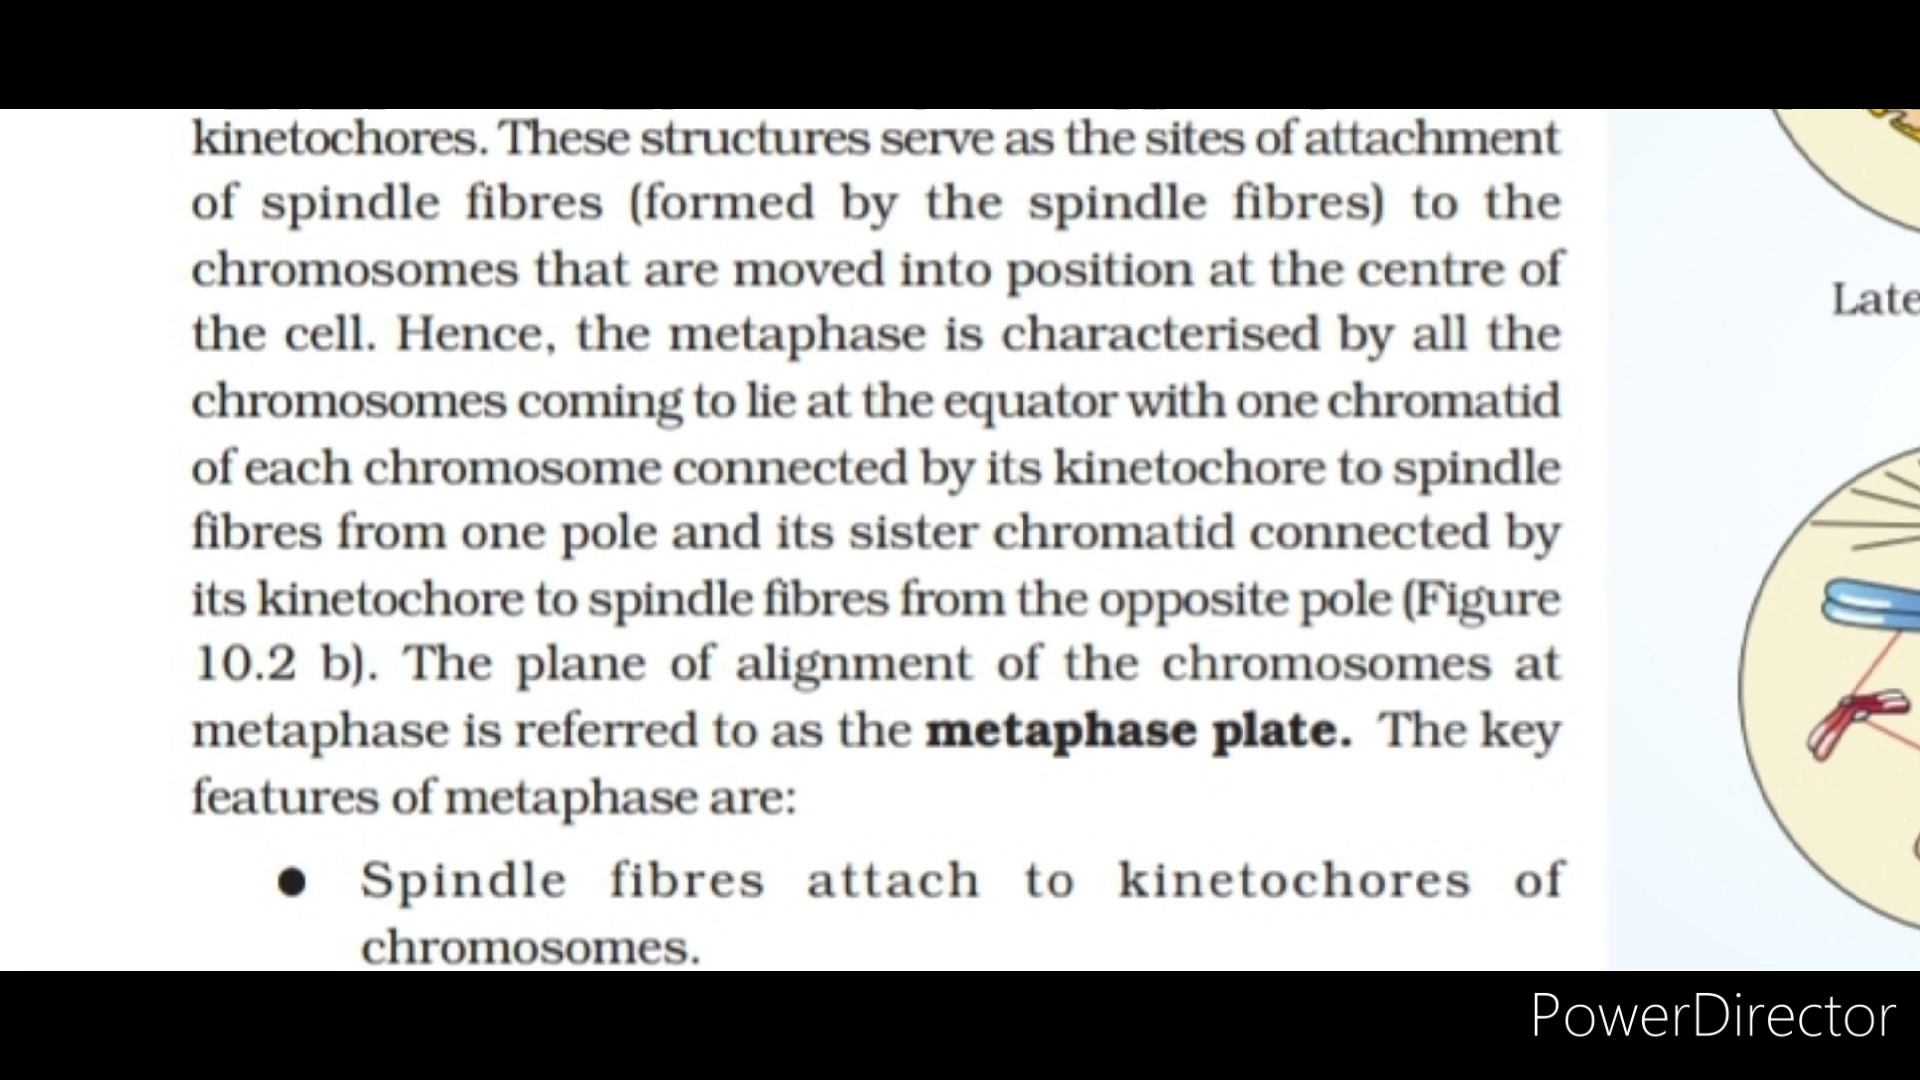 kinetochores. These structures serve as the sites of attachment
of spindle fibres (formed by the spindle fibres) to the
chromosomes that are moved into position at the centre of
the cell. Hence, the metaphase is characterised by all the
chromosomes coming to lie at the equator with one chromatid
of each chromosome connected by its kinetochore to spindle
fibres from one pole and its sister chromatid connected by
its kinetochore to spindle fibres from the opposite pole (Figure
10.2 b). The plane of alignment of the chromosomes at
metaphase is referred to as the metaphase plate. The key
features of metaphase are:
● Spindle fibres attach to kinetochores of
chromosomes.
Late
PowerDirector